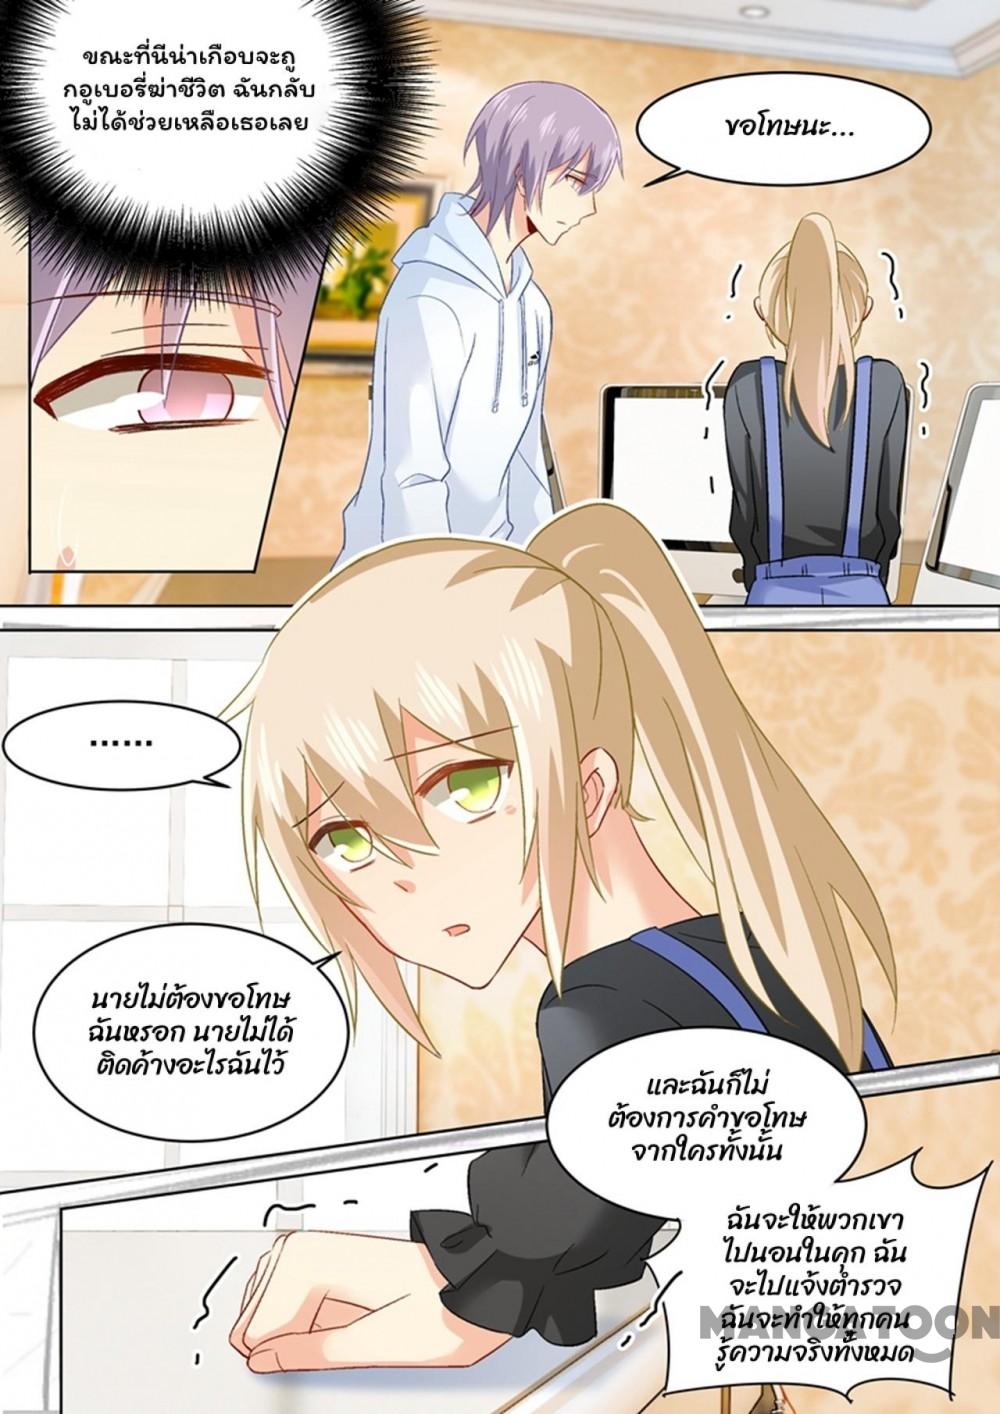 ขณะที่นีน่าเกือบจะถู
กอูเบอรี่ฆ่าชีวิต ฉันกลับ
ไม่ได้ช่วยเหลือเธอเลย
ขอโทษนะ...
......
นายไม่ต้องขอโทษ
ฉันหรอก นายไม่ได้
ติดค้างอะไรฉันไว้
และฉันก็ไม่
ต้องการคำขอโทษ
จากใครทั้งนั้น
ฉันจะให้พวกเขา
ไปนอนในคุก ฉัน
จะไปแจ้งตำรวจ
ฉันจะทำให้ทุกคน
รู้ความจริงทั้งหมด
MANGATOON